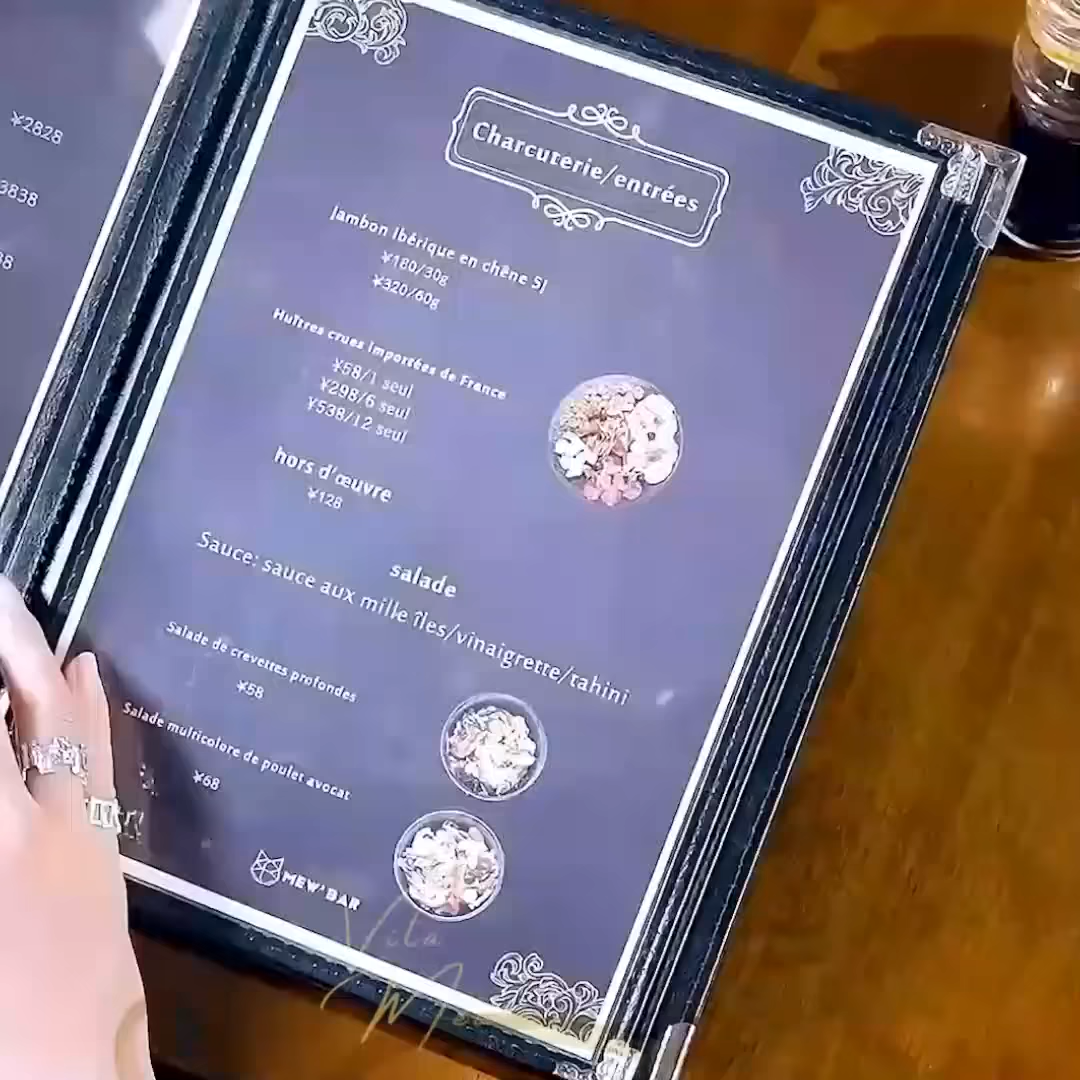 ¥2828
3838
Charcuterie/entrées
Jambon Ibérique en chêne 5J
¥180/30g
¥320/60g
Huîtres crues importées de France
¥58/1 seul
¥298/6 seul
¥538/12 seul
hors d'œuvre
¥128
salade
Sauce: sauce aux mille îles/vinaigrette/tahini
Salade de crevettes profondes
¥58
Salade multicolore de poulet avocat
¥68
MEW'BAR